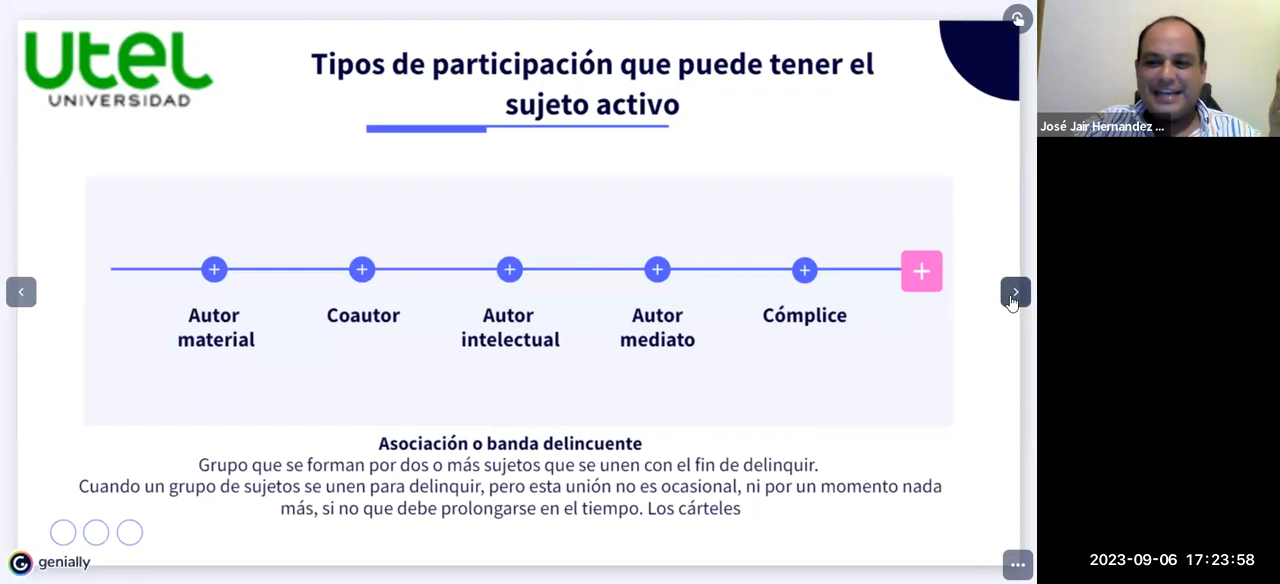 utel
UNIVERSIDAD
Tipos de participación que puede tener el
sujeto activo
José Jair Hernandez ...
Autor
material
Coautor
Autor
intelectual
Autor
mediato
Cómplice
Asociación o banda delincuente
Grupo que se forman por dos o más sujetos que se unen con el fin de delinquir.
Cuando un grupo de sujetos se unen para delinquir, pero esta unión no es ocasional, ni por un momento nada
más, si no que debe prolongarse en el tiempo. Los cárteles
genially
2023-09-06 17:23:58